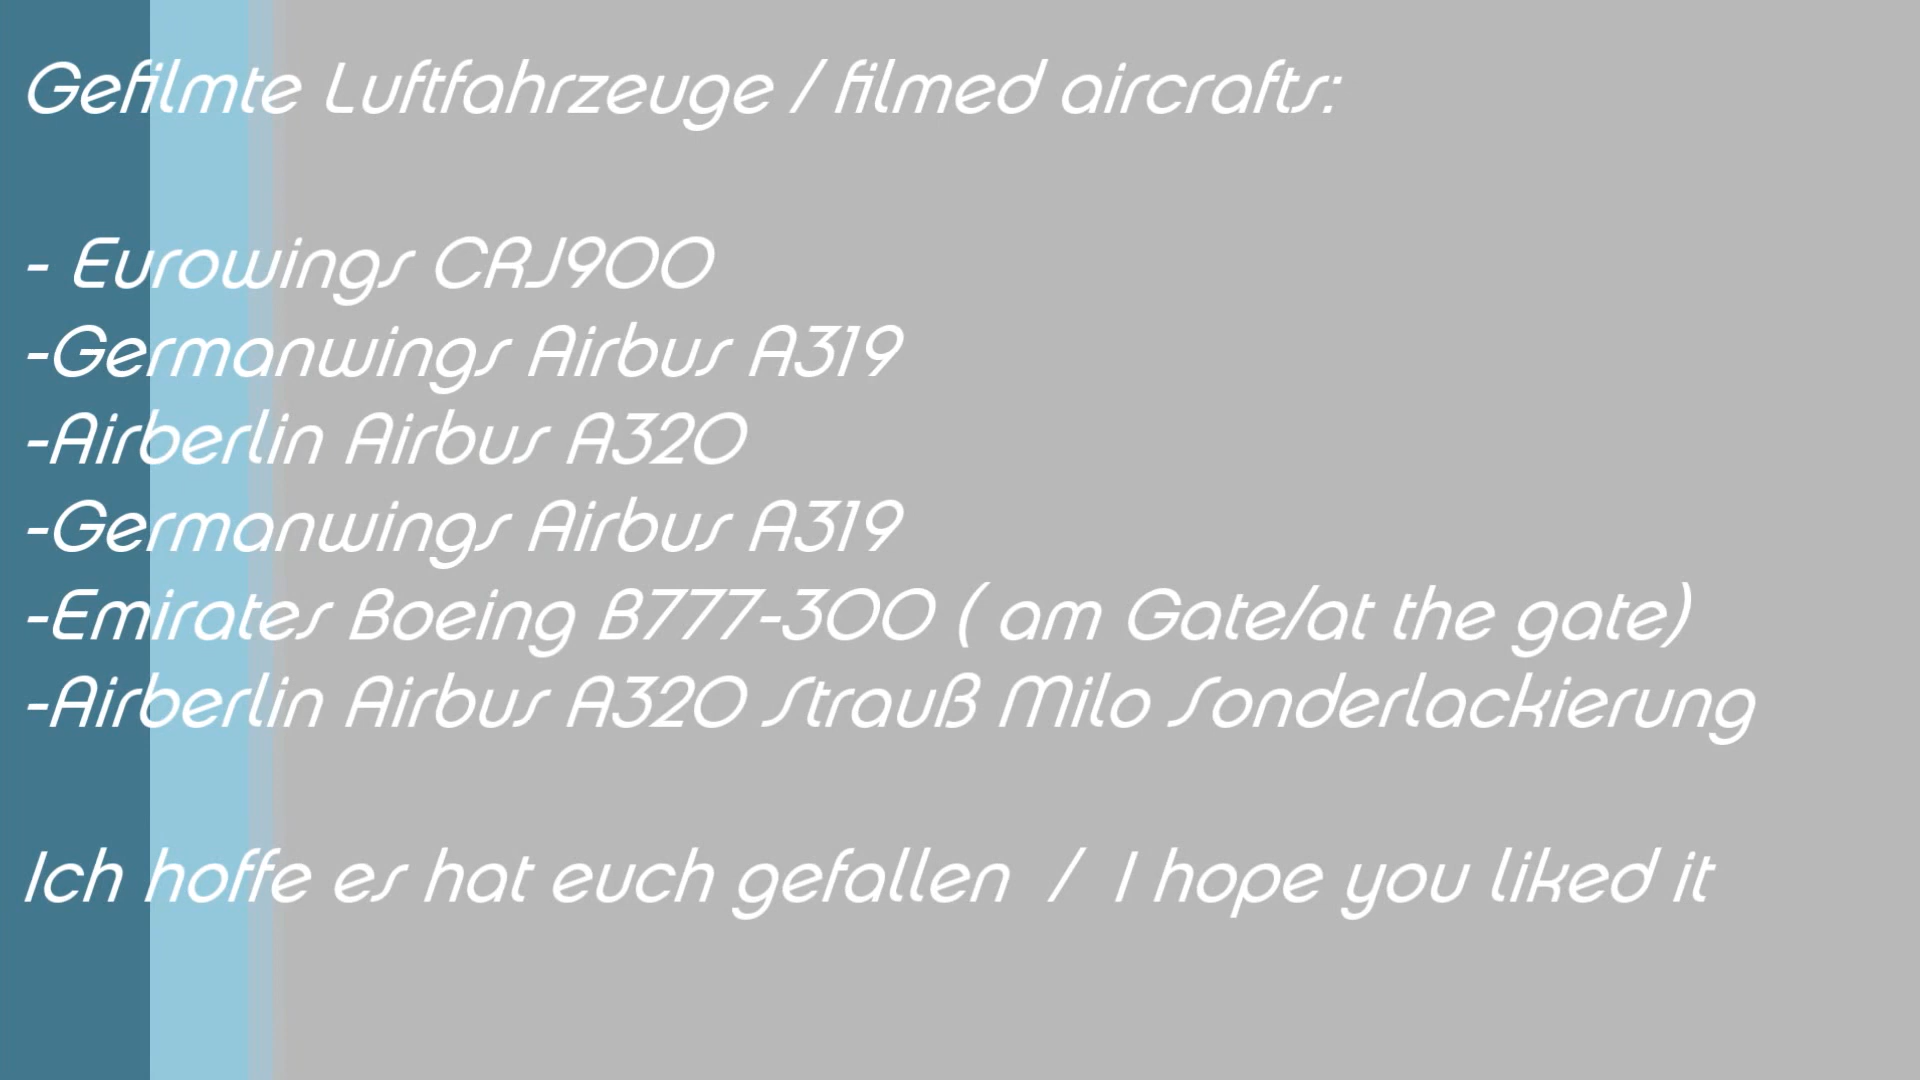 Gefilmte Luftfahrzeuge / filmed aircrafts:
- Eurowings CRJ900
-Germanwings Airbus A319
-Airberlin Airbus A320
-Germanwings Airbus A319
-Emirates Boeing B777-300 ( am Gate/at the gate)
-Airberlin Airbus A320 Strauß Milo Sonderlackierung
Ich hoffe es hat euch gefallen / I hope you liked it